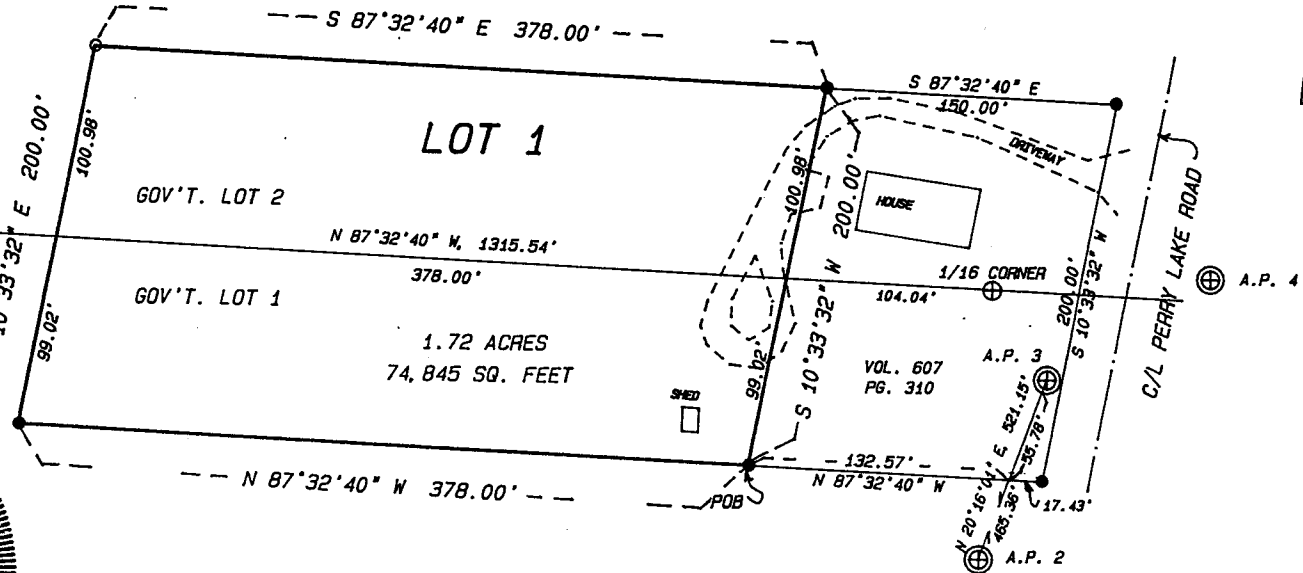 S 87°32'40" E 378.00'
S 87°32'40" E
150.00'
LOT 1
DRIVEWAY
100.98'
200.00'
100.98'
200.00'
HOUSE
GOV'T. LOT 2
N 87°32'40" W, 1315.54'
378.00'
10°33'32" E
1/16 CORNER
104.04'
200.00'
S 10°33'32" W
C/L PERRY LAKE ROAD
A.P. 4
GOV'T. LOT 1
99.02'
1.72 ACRES
74,845 SQ. FEET
SHED
99.02'
S 10°33'32" W
VOL. 607
PG. 310
A.P. 3
N 20°16'04" E, 521.15'
55.78'
465.36'
132.57'
N 87°32'40" W
17.43'
N 87°32'40" W 378.00'
POB
A.P. 2